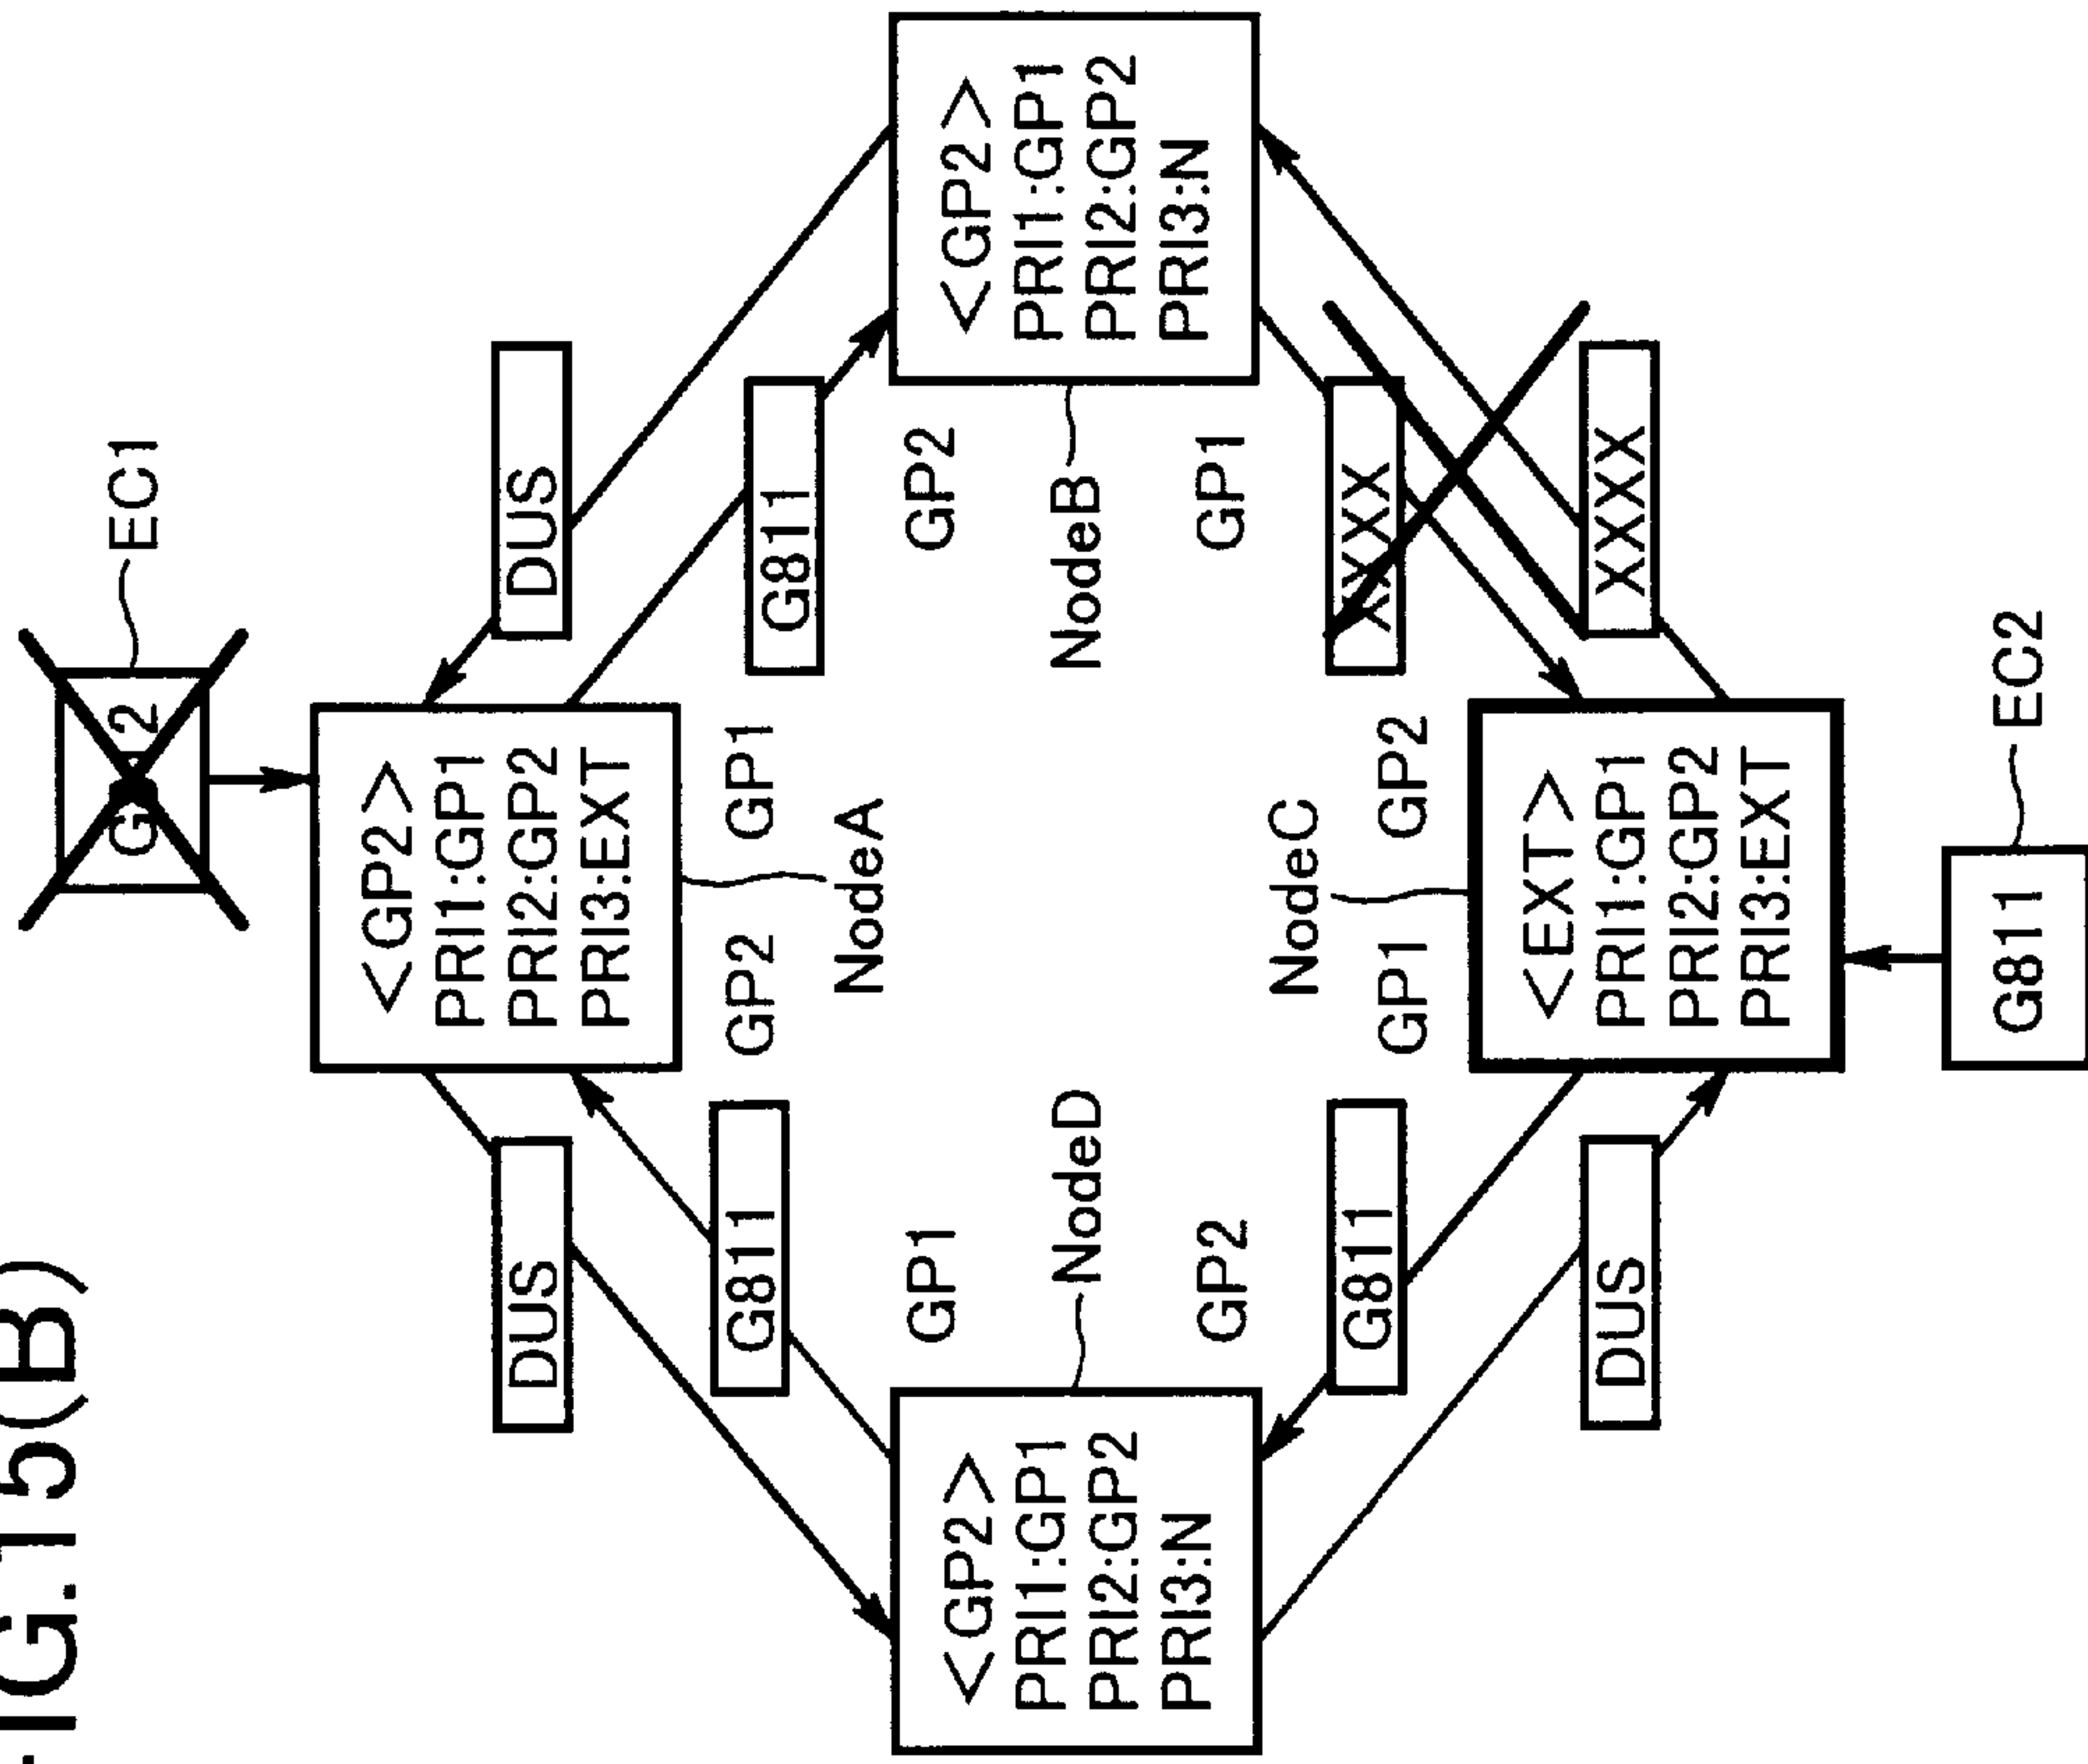 FIG.15(B)
EC1
<GP2>
PRI1:GP1
PRI2:GP2
PRI3:EXT
DUS
DUS
G811
G811
GP2
GP1
NodeA
GP1
GP2
<GP2>
PRI1:GP1
PRI2:GP2
PRI3:N
NodeD
NodeB
<GP2>
PRI1:GP1
PRI2:GP2
PRI3:N
GP2
GP1
NodeC
G811
GP1
GP2
XXXX
<EXT>
PRI1:GP1
PRI2:GP2
PRI3:EXT
DUS
XXXX
G811
EC2